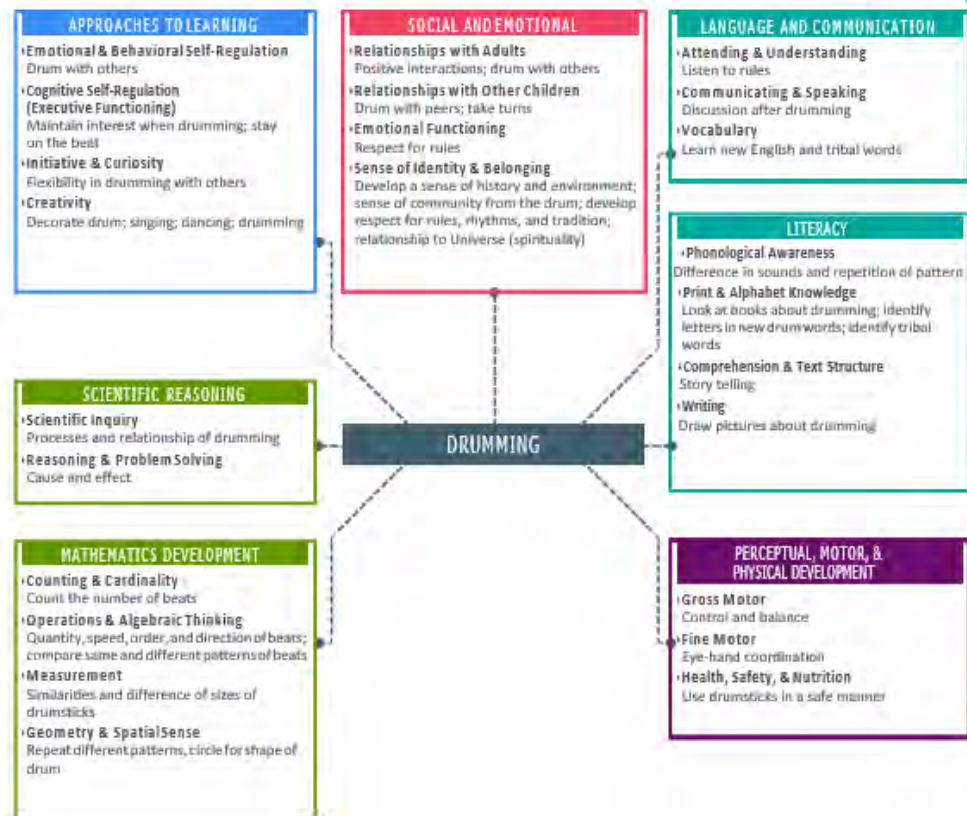 APPROACHES TO LEARNING
›Emotional & Behavioral Self-Regulation
Drum with others
›Cognitive Self-Regulation
(Executive Functioning)
Maintain interest when drumming; stay
on the beat
›Initiative & Curiosity
Flexibility in drumming with others
›Creativity
Decorate drum; singing; dancing; drumming
SOCIAL AND EMOTIONAL
›Relationships with Adults
Positive interactions; drum with others
›Relationships with Other Children
Drum with peers; take turns
›Emotional Functioning
Respect for rules
›Sense of Identity & Belonging
Develop a sense of history and environment;
sense of community from the drum; develop
respect for rules, rhythms, and tradition;
relationship to Universe (spirituality)
LANGUAGE AND COMMUNICATION
›Attending & Understanding
Listen to rules
›Communicating & Speaking
Discussion after drumming
›Vocabulary
Learn new English and tribal words
LITERACY
›Phonological Awareness
Difference in sounds and repetition of pattern
›Print & Alphabet Knowledge
Look at books about drumming; identify
letters in new drum words; identify tribal
words
›Comprehension & Text Structure
Story telling
›Writing
Draw pictures about drumming
SCIENTIFIC REASONING
›Scientific Inquiry
Processes and relationship of drumming
›Reasoning & Problem Solving
Cause and effect
DRUMMING
MATHEMATICS DEVELOPMENT
›Counting & Cardinality
Count the number of beats
›Operations & Algebraic Thinking
Quantity, speed, order, and direction of beats;
compare same and different patterns of beats
›Measurement
Similarities and difference of sizes of
drumsticks
›Geometry & Spatial Sense
Repeat different patterns, circle for shape of
drum
PERCEPTUAL, MOTOR, &
PHYSICAL DEVELOPMENT
›Gross Motor
Control and balance
›Fine Motor
Eye-hand coordination
›Health, Safety, & Nutrition
Use drumsticks in a safe manner